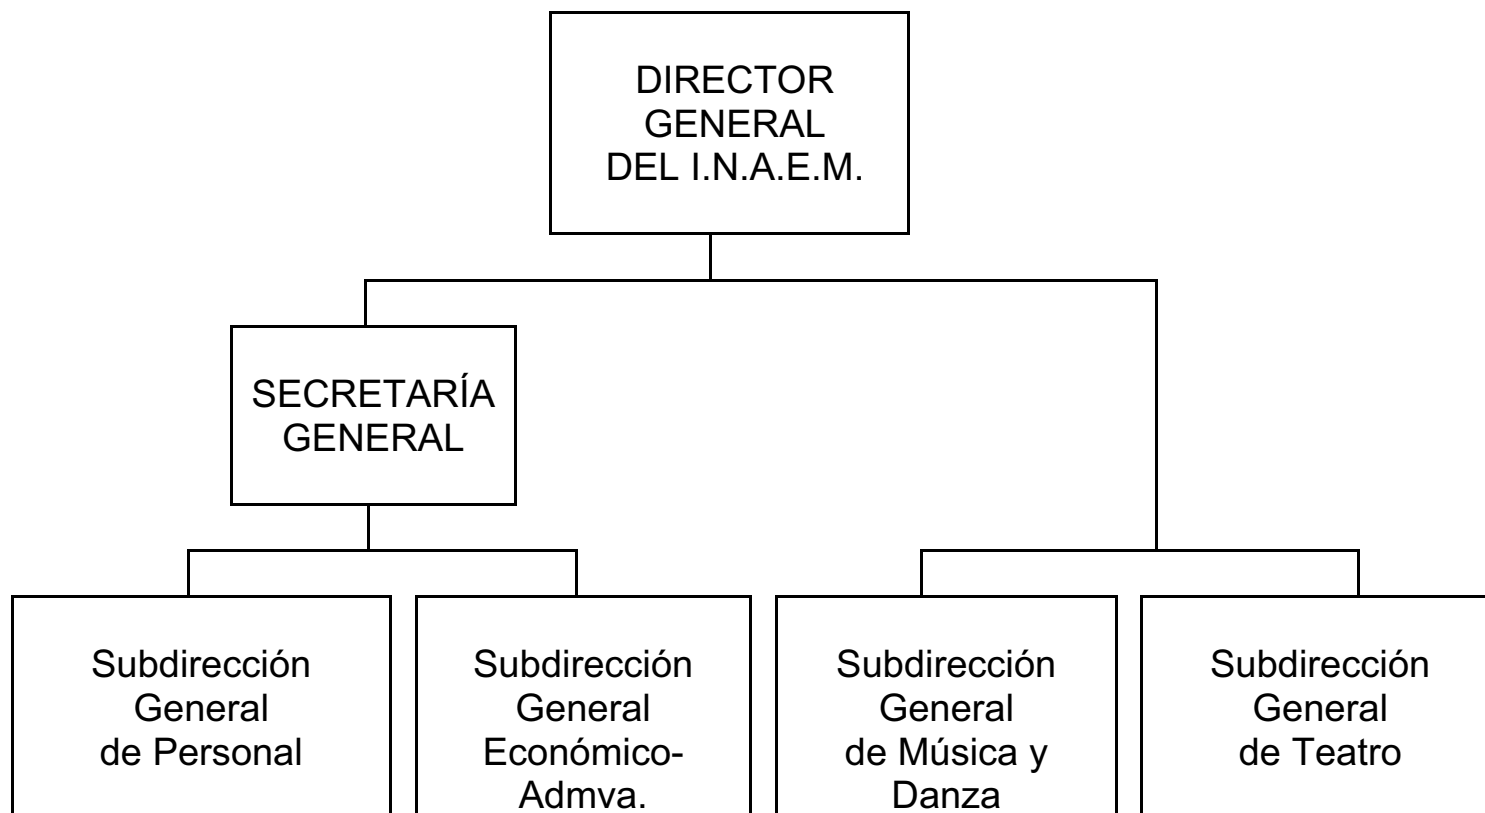 DIRECTOR
GENERAL
DEL I.N.A.E.M.
SECRETARÍA
GENERAL
Subdirección
General
de Personal
Subdirección
General
Económico-
Admva.
Subdirección
General
de Música y
Danza
Subdirección
General
de Teatro